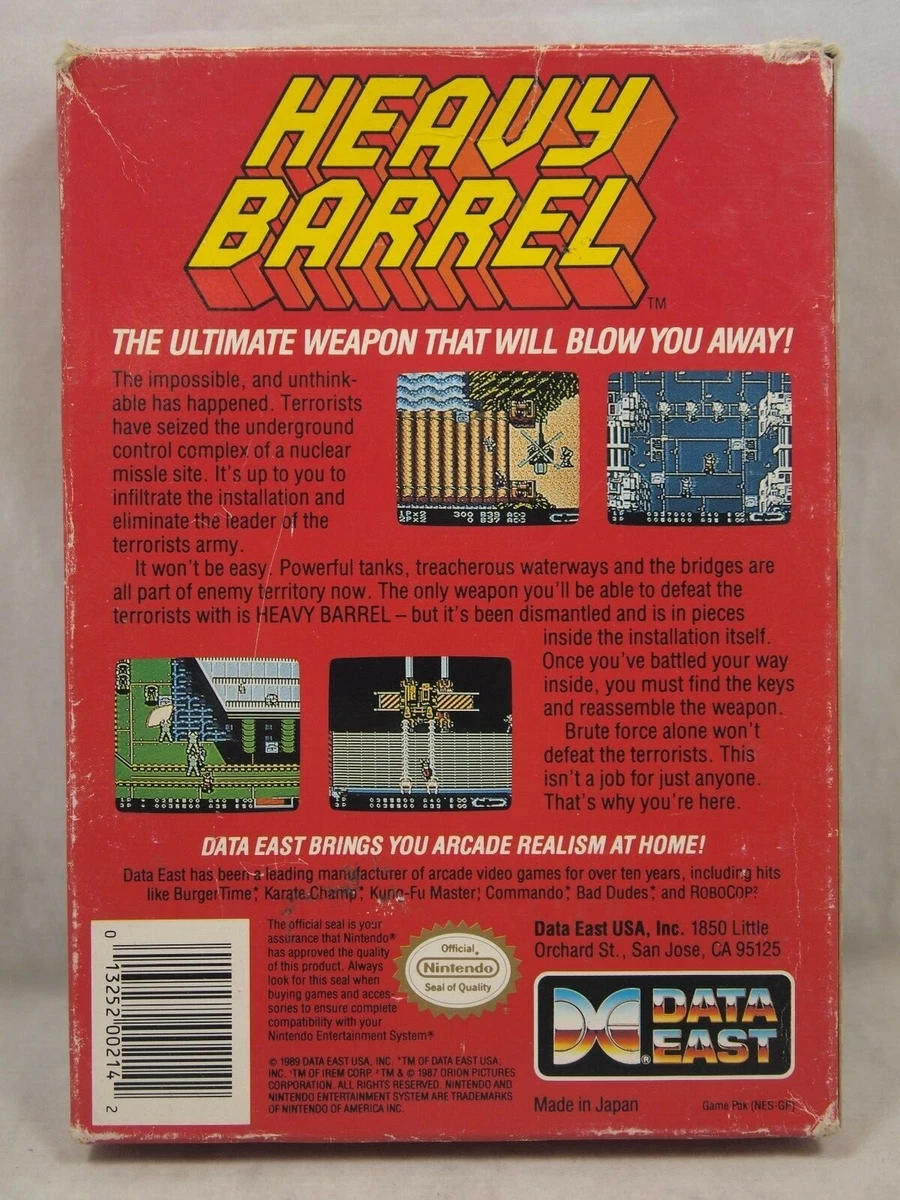 HEAVY
BARREL
TM
THE ULTIMATE WEAPON THAT WILL BLOW YOU AWAY!
The impossible, and unthink-
able has happened. Terrorists
have seized the underground
control complex of a nuclear
missle site. It's up to you to
infiltrate the installation and
eliminate the leader of the
terrorists army.
It won't be easy. Powerful tanks, treacherous waterways and the bridges are
all part of enemy territory now. The only weapon you'll be able to defeat the
terrorists with is HEAVY BARREL – but it's been dismantled and is in pieces
inside the installation itself.
Once you've battled your way
inside, you must find the keys
and reassemble the weapon.
Brute force alone won't
defeat the terrorists. This
isn't a job for just anyone.
That's why you're here.
DATA EAST BRINGS YOU ARCADE REALISM AT HOME!
Data East has been a leading manufacturer of arcade video games for over ten years, including hits
like BurgerTime,* Karate Champ,* Kung-Fu Master,¹ Commando,* Bad Dudes,* and ROBOCOP.²
0 13252 00214 2
The official seal is your
assurance that Nintendo®
has approved the quality
of this product. Always
look for this seal when
buying games and acces-
sories to ensure complete
compatibility with your
Nintendo Entertainment System®
Official
Nintendo
Seal of Quality
Data East USA, Inc. 1850 Little
Orchard St., San Jose, CA 95125
DATA
EAST
®
© 1989 DATA EAST USA, INC. *TM OF DATA EAST USA,
INC. ¹TM OF IREM CORP. ²TM & © 1987 ORION PICTURES
CORPORATION. ALL RIGHTS RESERVED. NINTENDO AND
NINTENDO ENTERTAINMENT SYSTEM ARE TRADEMARKS
OF NINTENDO OF AMERICA INC.
Made in Japan
Game Pak (NES-GP)